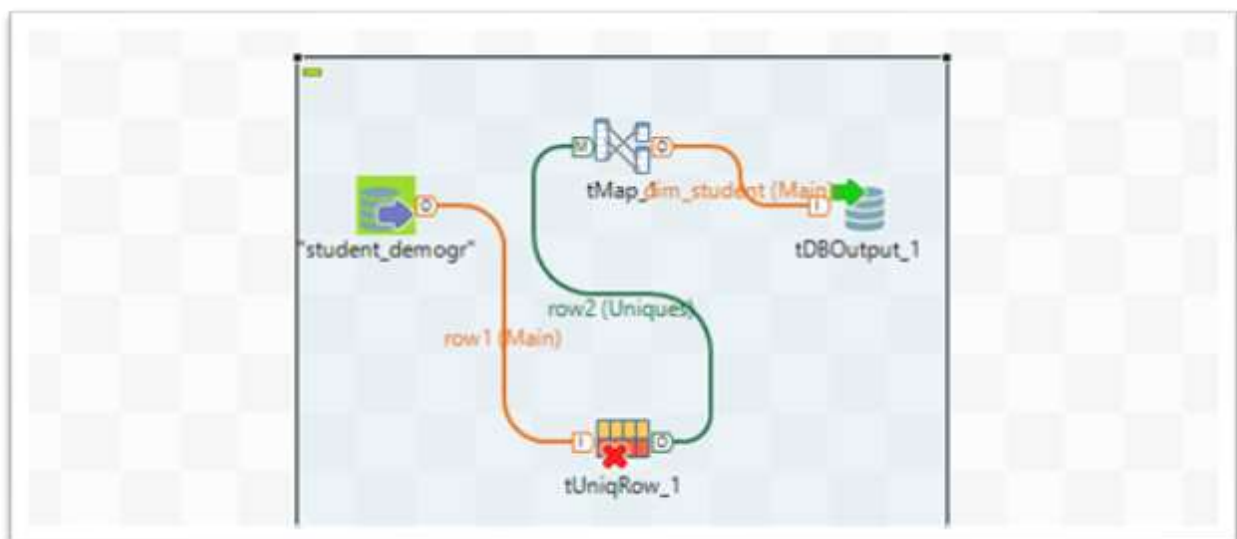 M
O
tMap_1
dim_student (Main)
O
I
"student_demogr"
tDBOutput_1
row2 (Uniques)
row1 (Main)
I
O
tUniqRow_1